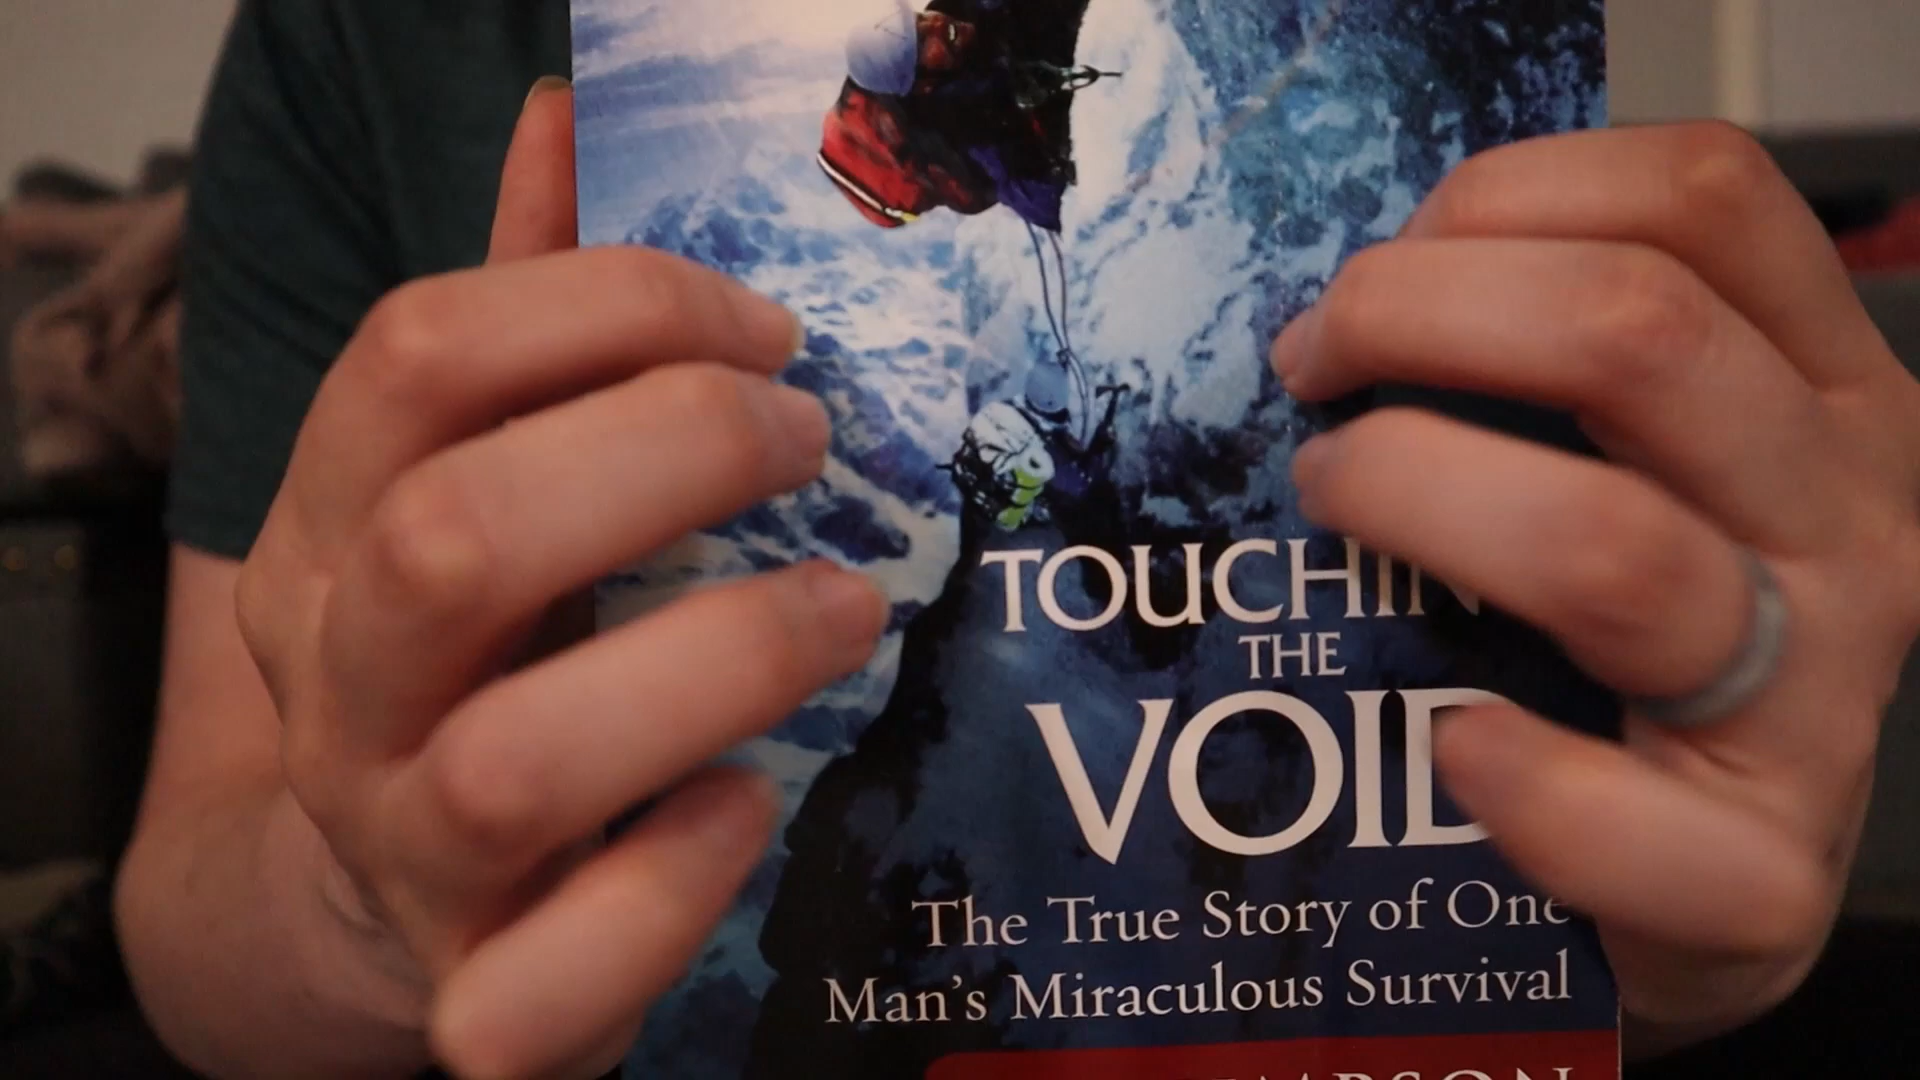 TOUCHIN
THE
VOID
The True Story of One
Man's Miraculous Survival